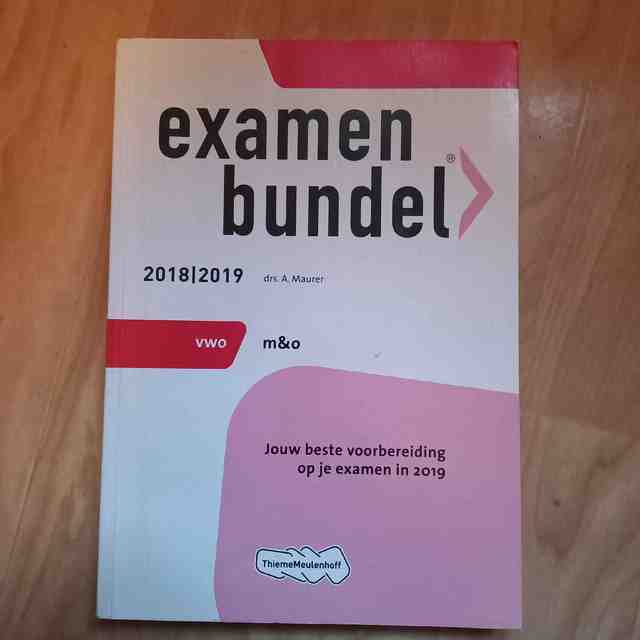 examen
bundel®
2018|2019 drs. A. Maurer
vwo m&o
Jouw beste voorbereiding
op je examen in 2019
ThiemeMeulenhoff